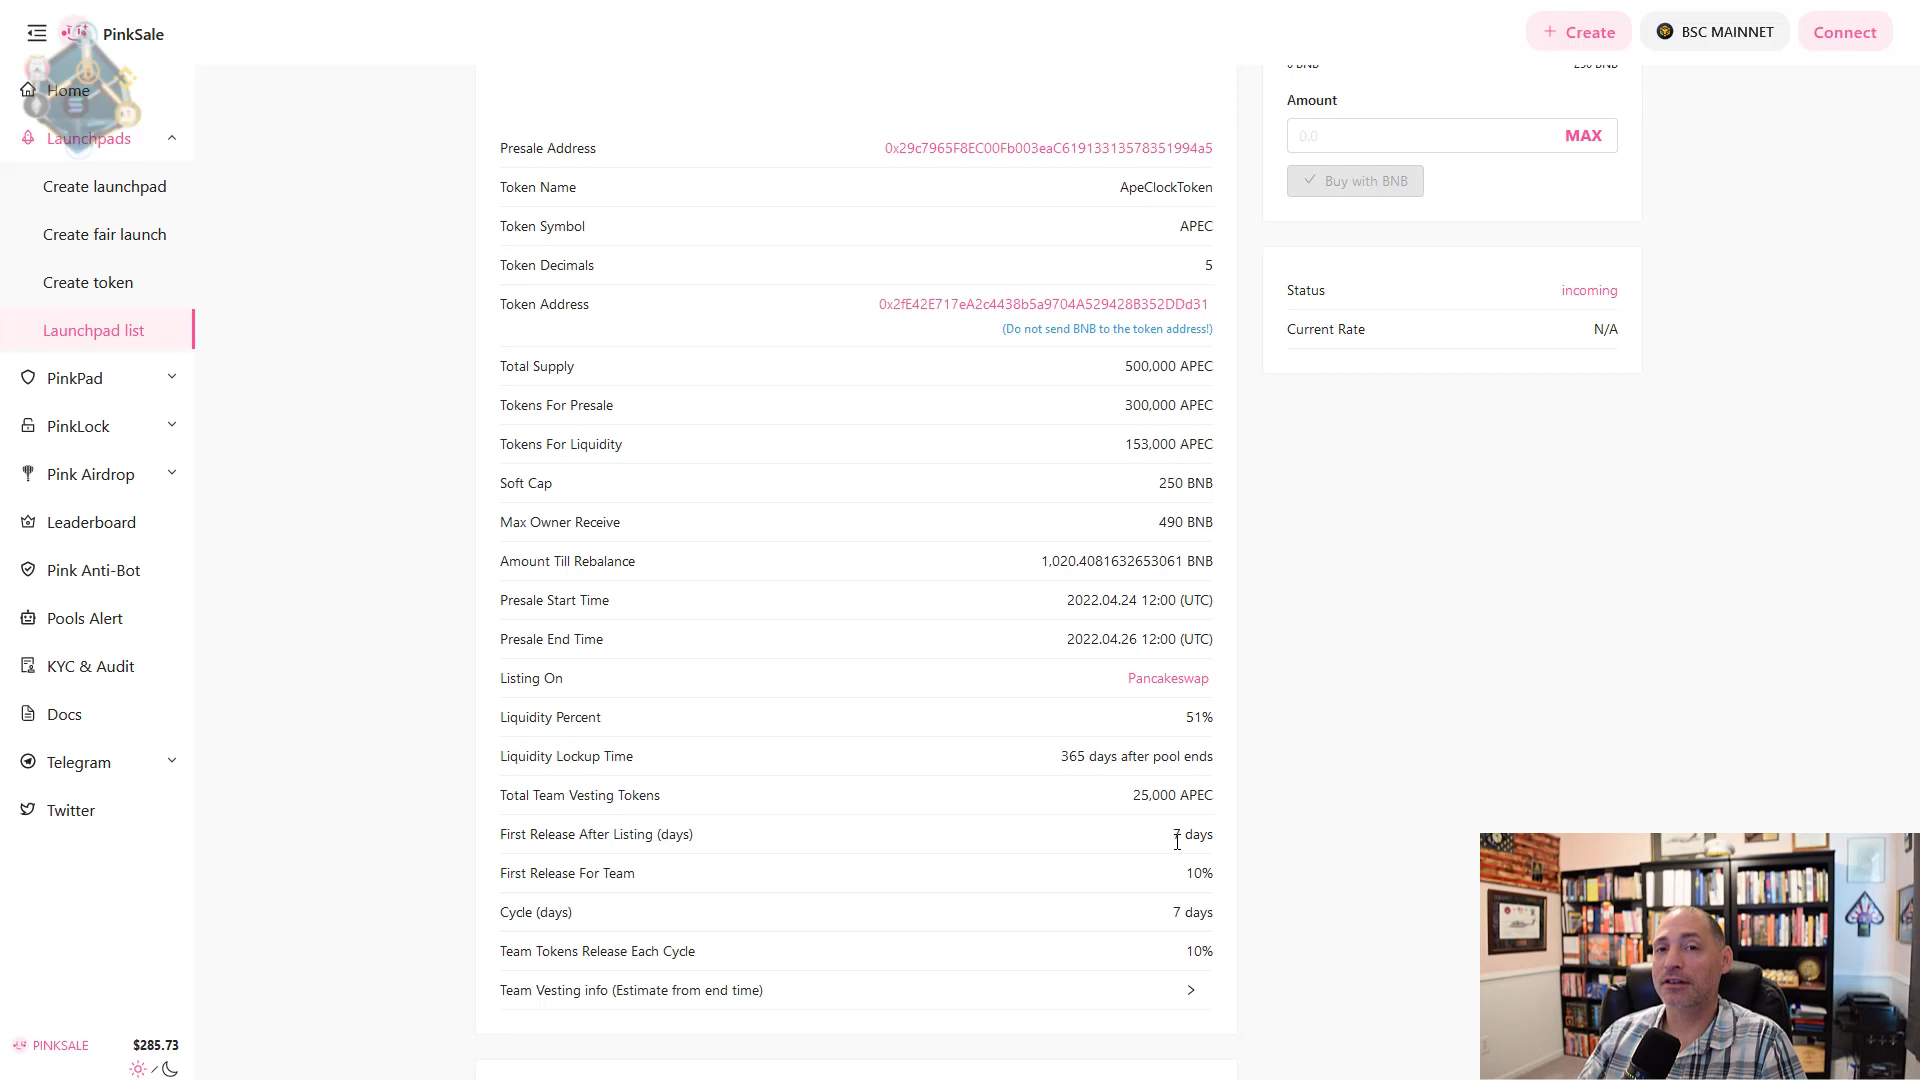 PinkSale
Create
BSC MAINNET
Connect
Home
Launchpads
Create launchpad
Create fair launch
Create token
Launchpad list
PinkPad
PinkLock
Pink Airdrop
Leaderboard
Pink Anti-Bot
Pools Alert
KYC & Audit
Docs
Telegram
Twitter
PINKSALE $285.73
Presale Address 0x29c7965F8EC00Fb003eaC61913313578351994a5
Token Name ApeClockToken
Token Symbol APEC
Token Decimals 5
Token Address 0x2fE42E717eA2c4438b5a9704A529428B352DDd31
(Do not send BNB to the token address!)
Total Supply 500,000 APEC
Tokens For Presale 300,000 APEC
Tokens For Liquidity 153,000 APEC
Soft Cap 250 BNB
Max Owner Receive 490 BNB
Amount Till Rebalance 1,020.4081632653061 BNB
Presale Start Time 2022.04.24 12:00 (UTC)
Presale End Time 2022.04.26 12:00 (UTC)
Listing On Pancakeswap
Liquidity Percent 51%
Liquidity Lockup Time 365 days after pool ends
Total Team Vesting Tokens 25,000 APEC
First Release After Listing (days) 7 days
First Release For Team 10%
Cycle (days) 7 days
Team Tokens Release Each Cycle 10%
Team Vesting info (Estimate from end time)
0 BNB 250 BNB
Amount
0.0 MAX
Buy with BNB
Status incoming
Current Rate N/A